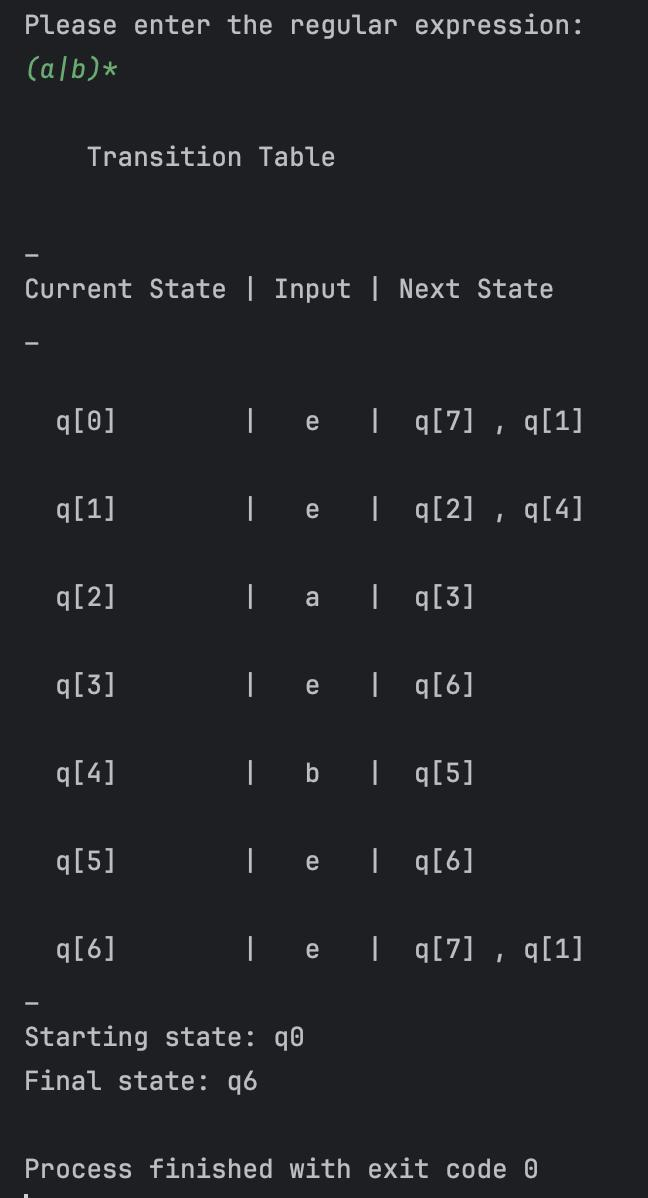 Please enter the regular expression:
(a|b)*
Transition Table
_
Current State | Input | Next State
_
q[0] | e | q[7] , q[1]
q[1] | e | q[2] , q[4]
q[2] | a | q[3]
q[3] | e | q[6]
q[4] | b | q[5]
q[5] | e | q[6]
q[6] | e | q[7] , q[1]
_
Starting state: q0
Final state: q6
Process finished with exit code 0